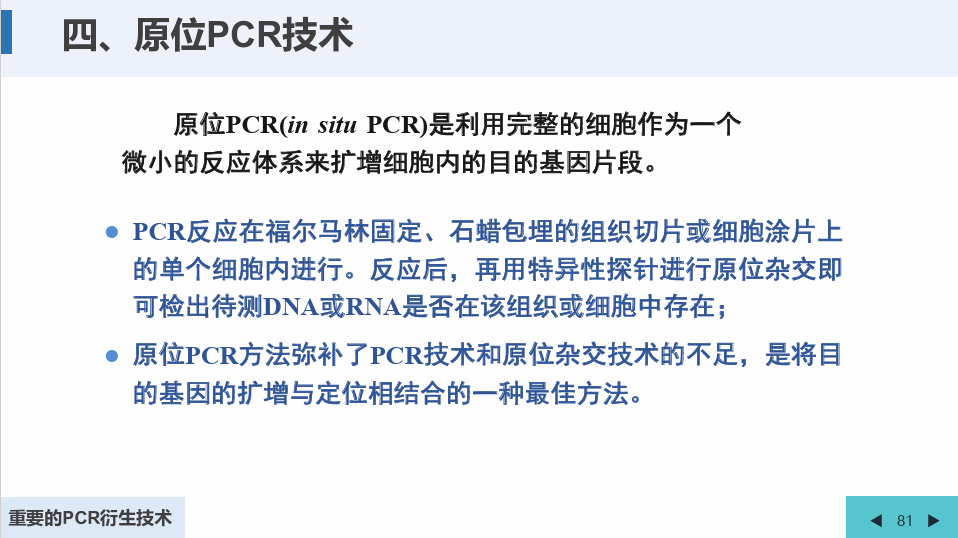 四、原位PCR技术
原位PCR(in situ PCR)是利用完整的细胞作为一个
微小的反应体系来扩增细胞内的目的基因片段。
● PCR反应在福尔马林固定、石蜡包埋的组织切片或细胞涂片上
的单个细胞内进行。反应后，再用特异性探针进行原位杂交即
可检出待测DNA或RNA是否在该组织或细胞中存在；
● 原位PCR方法弥补了PCR技术和原位杂交技术的不足，是将目
的基因的扩增与定位相结合的一种最佳方法。
重要的PCR衍生技术
◀ 81 ▶